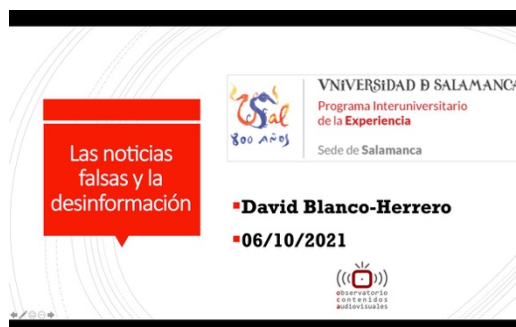 Las noticias
falsas y la
desinformación
USal
800 AÑOS
VNiVERSiDAD Ð SALAMANCA
Programa Interuniversitario
de la Experiencia
Sede de Salamanca
David Blanco-Herrero
06/10/2021
observatorio
contenidos
audiovisuales